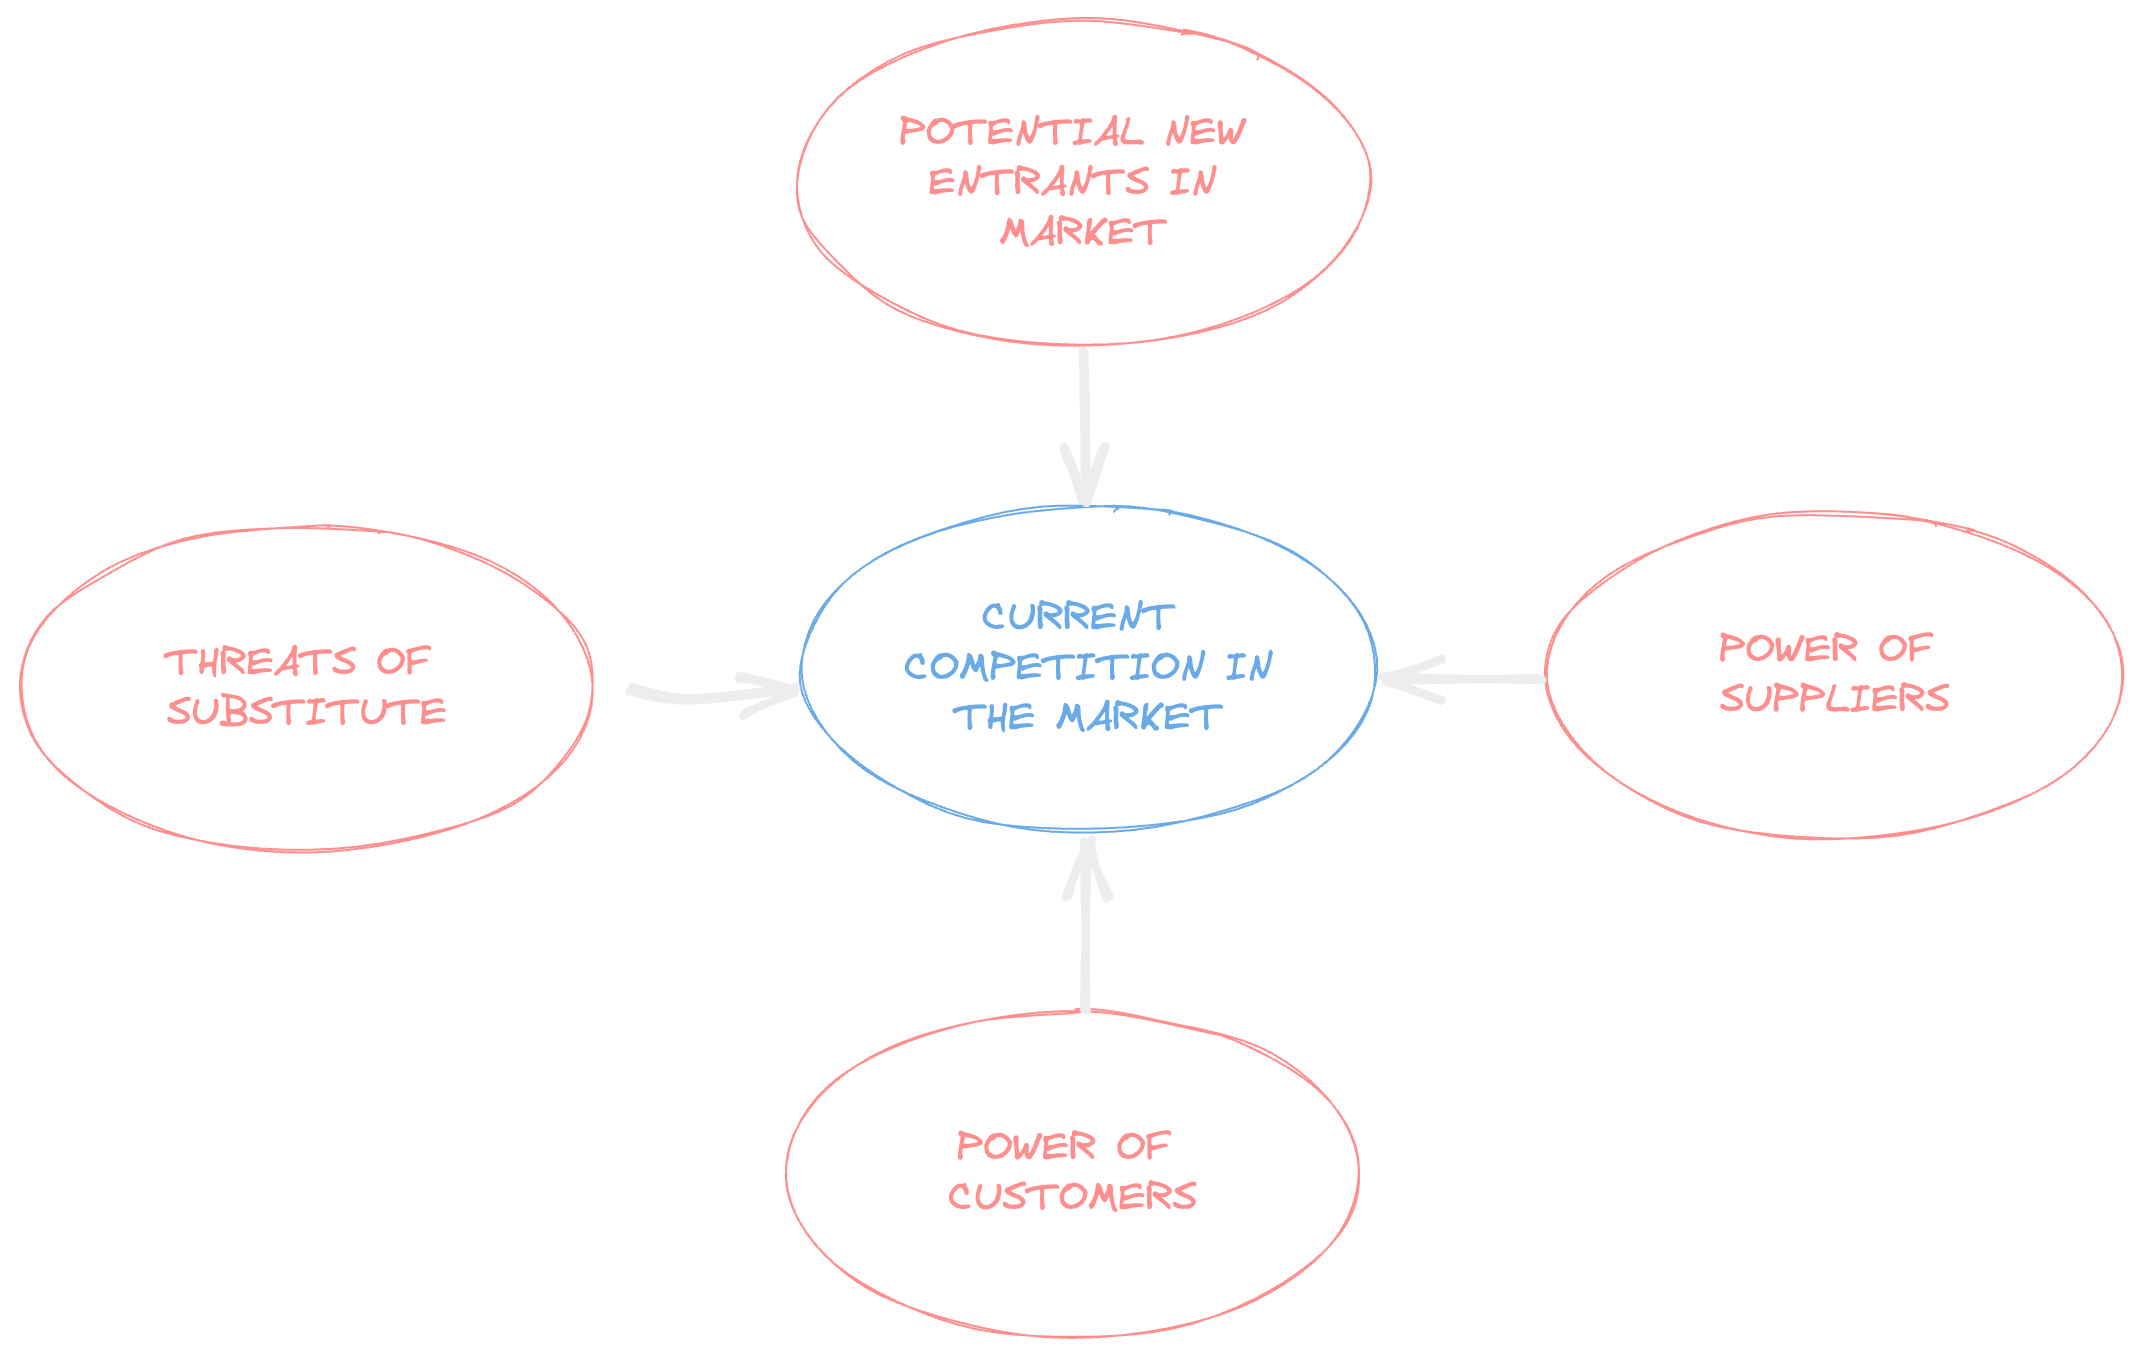 POTENTIAL NEW
ENTRANTS IN
MARKET
THREATS OF
SUBSTITUTE
CURRENT
COMPETITION IN
THE MARKET
POWER OF
SUPPLIERS
POWER OF
CUSTOMERS